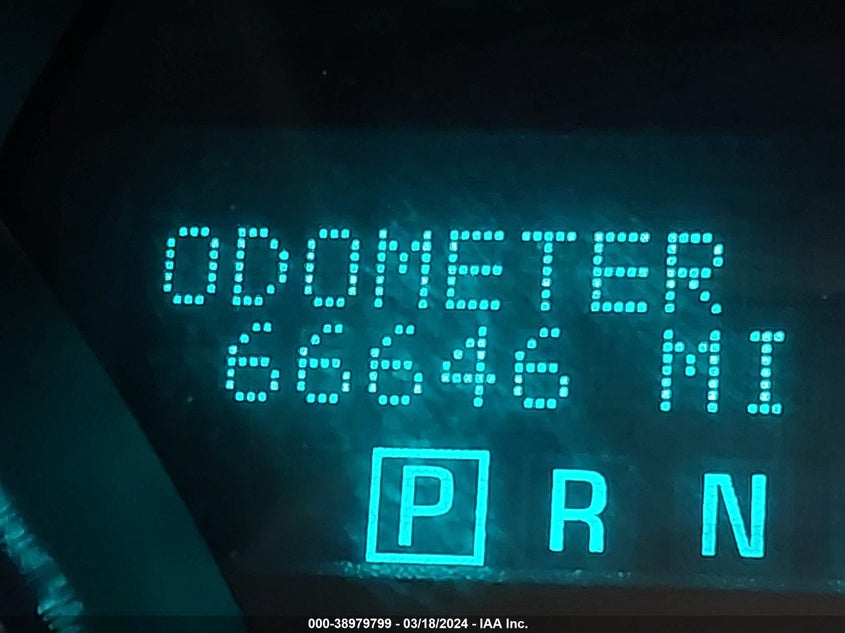 ODOMETER
66646 MI
P R N
000-38979799 - 03/18/2024 - IAA Inc.